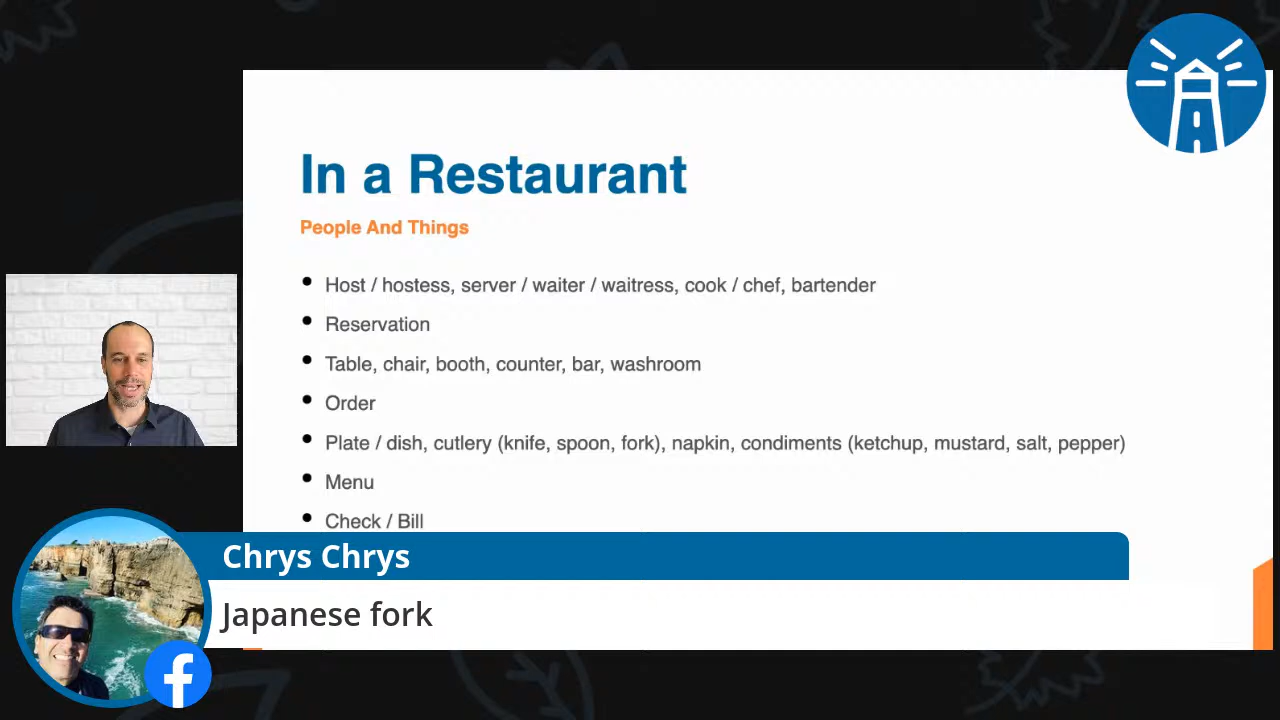 In a Restaurant
People And Things
Host / hostess, server / waiter / waitress, cook / chef, bartender
Reservation
Table, chair, booth, counter, bar, washroom
Order
Plate / dish, cutlery (knife, spoon, fork), napkin, condiments (ketchup, mustard, salt, pepper)
Menu
Check / Bill
Chrys Chrys
Japanese fork